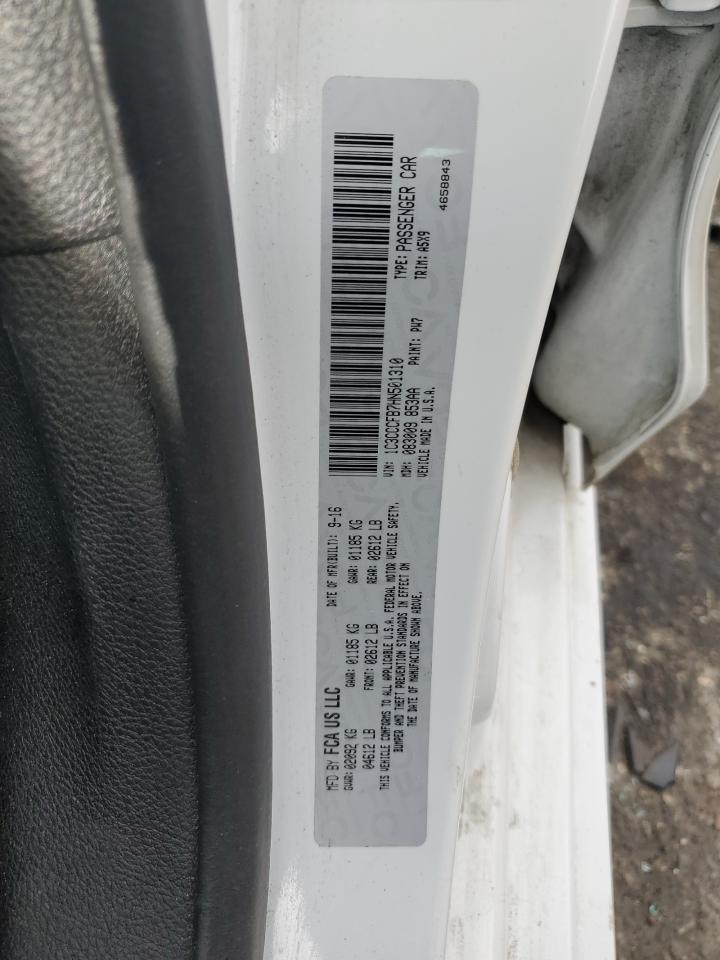 MFD BY FCA US LLC
DATE OF MFR(BUILT): 9-16
GVWR: 02092 KG
GAWR: 01185 KG
GAWR: 01185 KG
04612 LB
FRONT: 02612 LB
REAR: 02612 LB
THIS VEHICLE CONFORMS TO ALL APPLICABLE U.S.A. FEDERAL MOTOR VEHICLE SAFETY,
BUMPER AND THEFT PREVENTION STANDARDS IN EFFECT ON
THE DATE OF MANUFACTURE SHOWN ABOVE.
VIN: 1C3CCCFB7HN501310
TYPE: PASSENGER CAR
MDH: 083009 853AA
PAINT: PW7
TRIM: A5X9
VEHICLE MADE IN U.S.A.
4658843